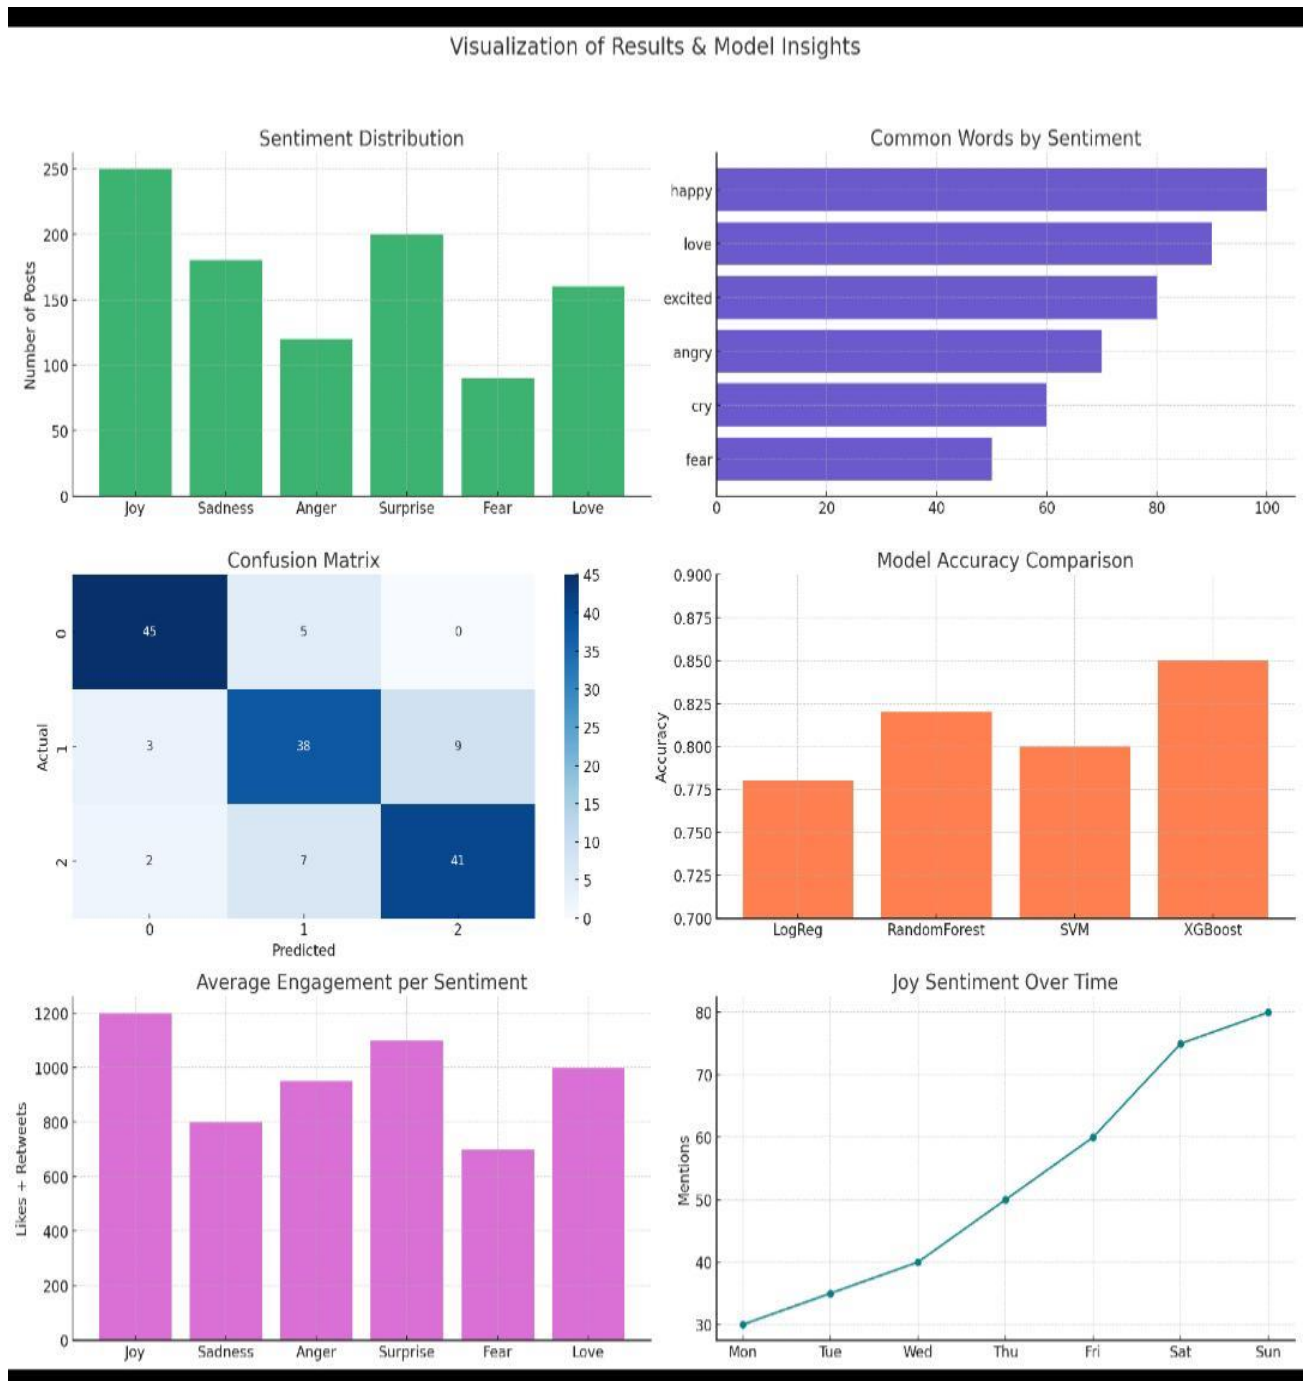 Visualization of Results & Model Insights
Sentiment Distribution
Number of Posts
250
200
150
100
50
0
Joy Sadness Anger Surprise Fear Love
Common Words by Sentiment
happy
love
excited
angry
cry
fear
0 20 40 60 80 100
Confusion Matrix
Actual
0
1
2
45 5 0
3 38 9
2 7 41
0 1 2
Predicted
45
40
35
30
25
20
15
10
5
0
Model Accuracy Comparison
Accuracy
0.900
0.875
0.850
0.825
0.800
0.775
0.750
0.725
0.700
LogReg RandomForest SVM XGBoost
Average Engagement per Sentiment
Likes + Retweets
1200
1000
800
600
400
200
0
Joy Sadness Anger Surprise Fear Love
Joy Sentiment Over Time
Mentions
80
70
60
50
40
30
Mon Tue Wed Thu Fri Sat Sun